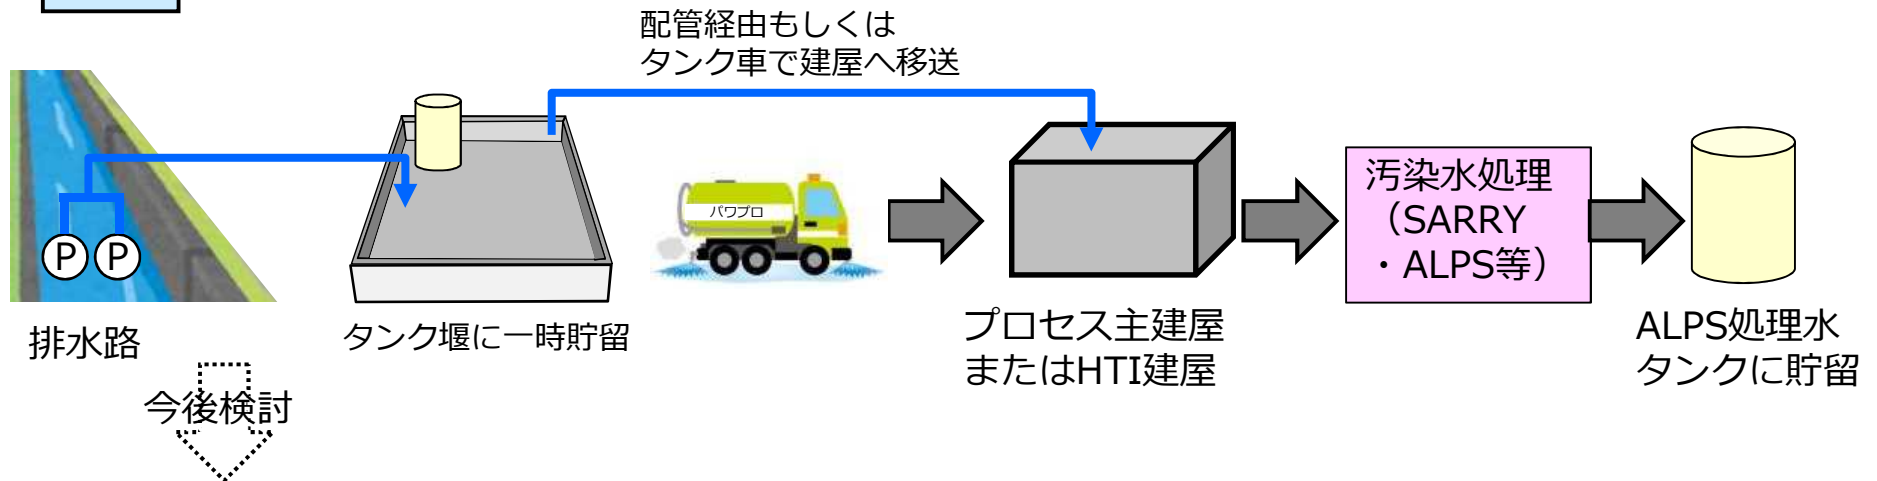 配管経由もしくは
タンク車で建屋へ移送
P P
パワプロ
汚染水処理
（SARRY
・ALPS等）
排水路
タンク堰に一時貯留
プロセス主建屋
またはHTI建屋
ALPS処理水
タンクに貯留
今後検討